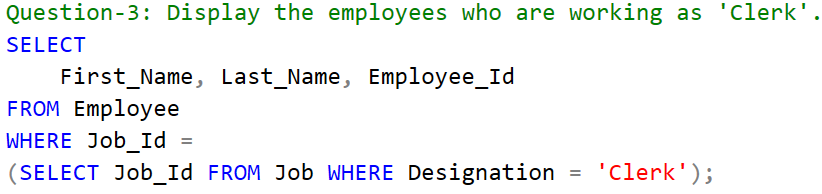 Question-3: Display the employees who are working as 'Clerk'.
SELECT
    First_Name, Last_Name, Employee_Id
FROM Employee
WHERE Job_Id =
(SELECT Job_Id FROM Job WHERE Designation = 'Clerk');